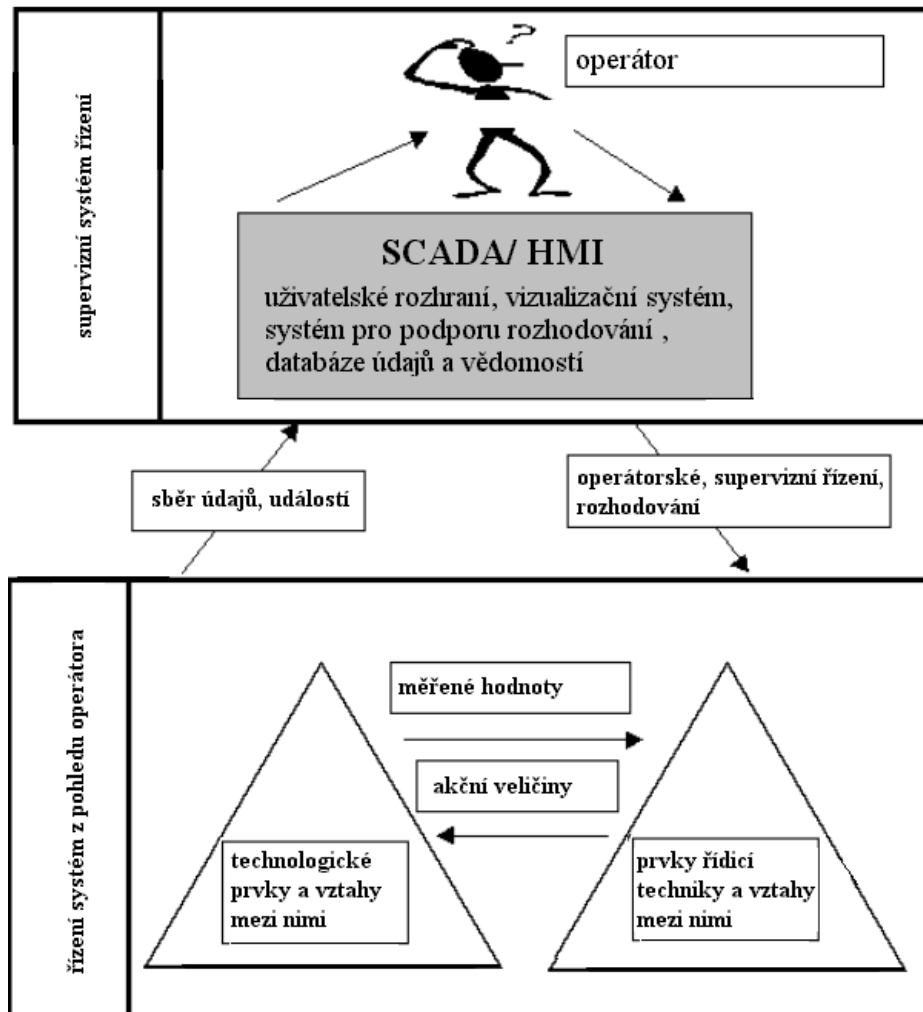 supervizní systém řízení
?
operátor
SCADA/ HMI
uživatelské rozhraní, vizualizační systém,
systém pro podporu rozhodování ,
databáze údajů a vědomostí
sběr údajů, událostí
operátorské, supervizní řízení,
rozhodování
řízení systém z pohledu operátora
měřené hodnoty
akční veličiny
technologické
prvky a vztahy
mezi nimi
prvky řídicí
techniky a vztahy
mezi nimi